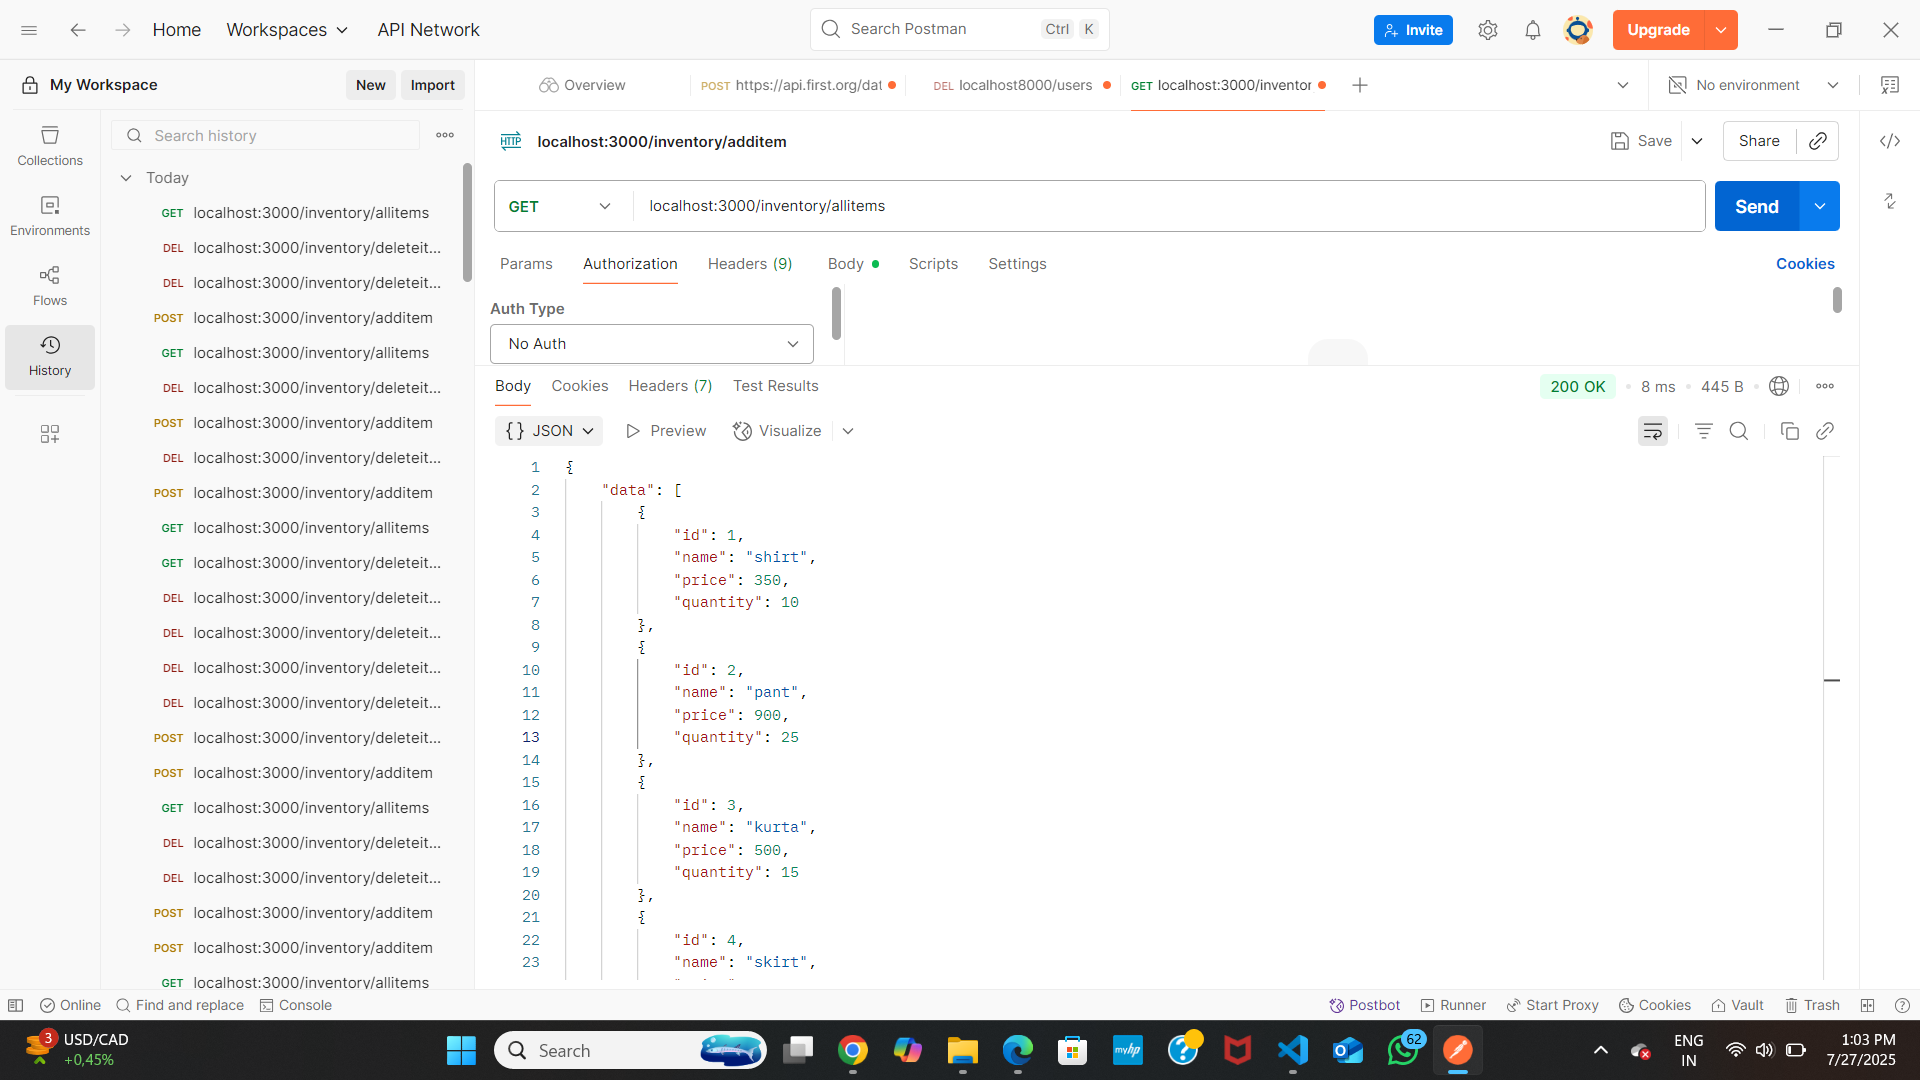 Home
Workspaces
API Network
Search Postman
Ctrl
K
Invite
Upgrade
My Workspace
New
Import
Overview
POST https://api.first.org/dat
DEL localhost8000/users
GET localhost:3000/inventor
No environment
Collections
Environments
Flows
History
Search history
Today
GET localhost:3000/inventory/allitems
DEL localhost:3000/inventory/deleteit...
DEL localhost:3000/inventory/deleteit...
POST localhost:3000/inventory/additem
GET localhost:3000/inventory/allitems
DEL localhost:3000/inventory/deleteit...
POST localhost:3000/inventory/additem
DEL localhost:3000/inventory/deleteit...
POST localhost:3000/inventory/additem
GET localhost:3000/inventory/allitems
GET localhost:3000/inventory/deleteit...
DEL localhost:3000/inventory/deleteit...
DEL localhost:3000/inventory/deleteit...
DEL localhost:3000/inventory/deleteit...
DEL localhost:3000/inventory/deleteit...
POST localhost:3000/inventory/deleteit...
POST localhost:3000/inventory/additem
GET localhost:3000/inventory/allitems
DEL localhost:3000/inventory/deleteit...
DEL localhost:3000/inventory/deleteit...
POST localhost:3000/inventory/additem
POST localhost:3000/inventory/additem
GET localhost:3000/inventory/allitems
HTTP
localhost:3000/inventory/additem
Save
Share
GET
localhost:3000/inventory/allitems
Send
Params
Authorization
Headers (9)
Body
Scripts
Settings
Cookies
Auth Type
No Auth
Body
Cookies
Headers (7)
Test Results
200 OK
8 ms
445 B
{} JSON
Preview
Visualize
1 {
2 "data": [
3 {
4 "id": 1,
5 "name": "shirt",
6 "price": 350,
7 "quantity": 10
8 },
9 {
10 "id": 2,
11 "name": "pant",
12 "price": 900,
13 "quantity": 25
14 },
15 {
16 "id": 3,
17 "name": "kurta",
18 "price": 500,
19 "quantity": 15
20 },
21 {
22 "id": 4,
23 "name": "skirt",
Online
Find and replace
Console
Postbot
Runner
Start Proxy
Cookies
Vault
Trash
3
USD/CAD
+0,45%
Search
myhp
62
ENG
IN
1:03 PM
7/27/2025